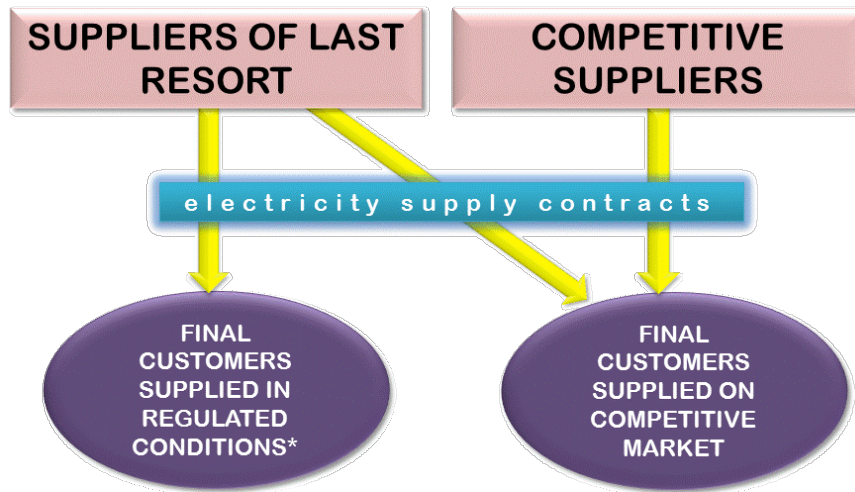 SUPPLIERS OF LAST
RESORT
COMPETITIVE
SUPPLIERS
electricity supply contracts
FINAL
CUSTOMERS
SUPPLIED IN
REGULATED
CONDITIONS*
FINAL
CUSTOMERS
SUPPLIED ON
COMPETITIVE
MARKET